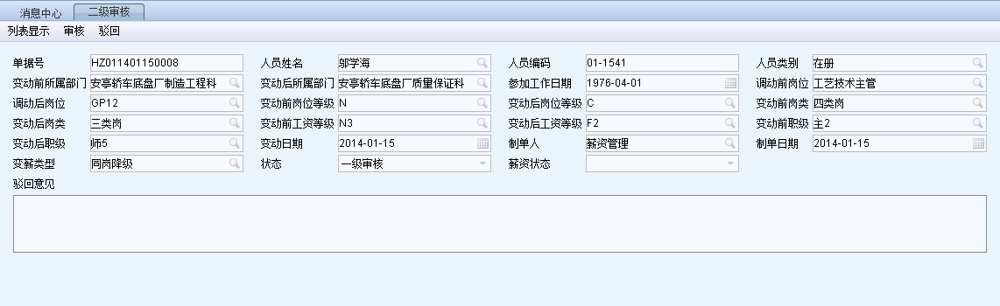 消息中心 二级审核
列表显示 审核 驳回
单据号 HZ011401150008 人员姓名 邬学海 人员编码 01-1541 人员类别 在册
变动前所属部门 安亭轿车底盘厂制造工程科 变动后所属部门 安亭轿车底盘厂质量保证科 参加工作日期 1976-04-01 调动前岗位 工艺技术主管
调动后岗位 GP12 变动前岗位等级 N 变动后岗位等级 C 变动前岗类 四类岗
变动后岗类 三类岗 变动前工资等级 N3 变动后工资等级 F2 变动前职级 主2
变动后职级 师5 变动日期 2014-01-15 制单人 薪资管理 制单日期 2014-01-15
变薪类型 同岗降级 状态 一级审核 薪资状态
驳回意见